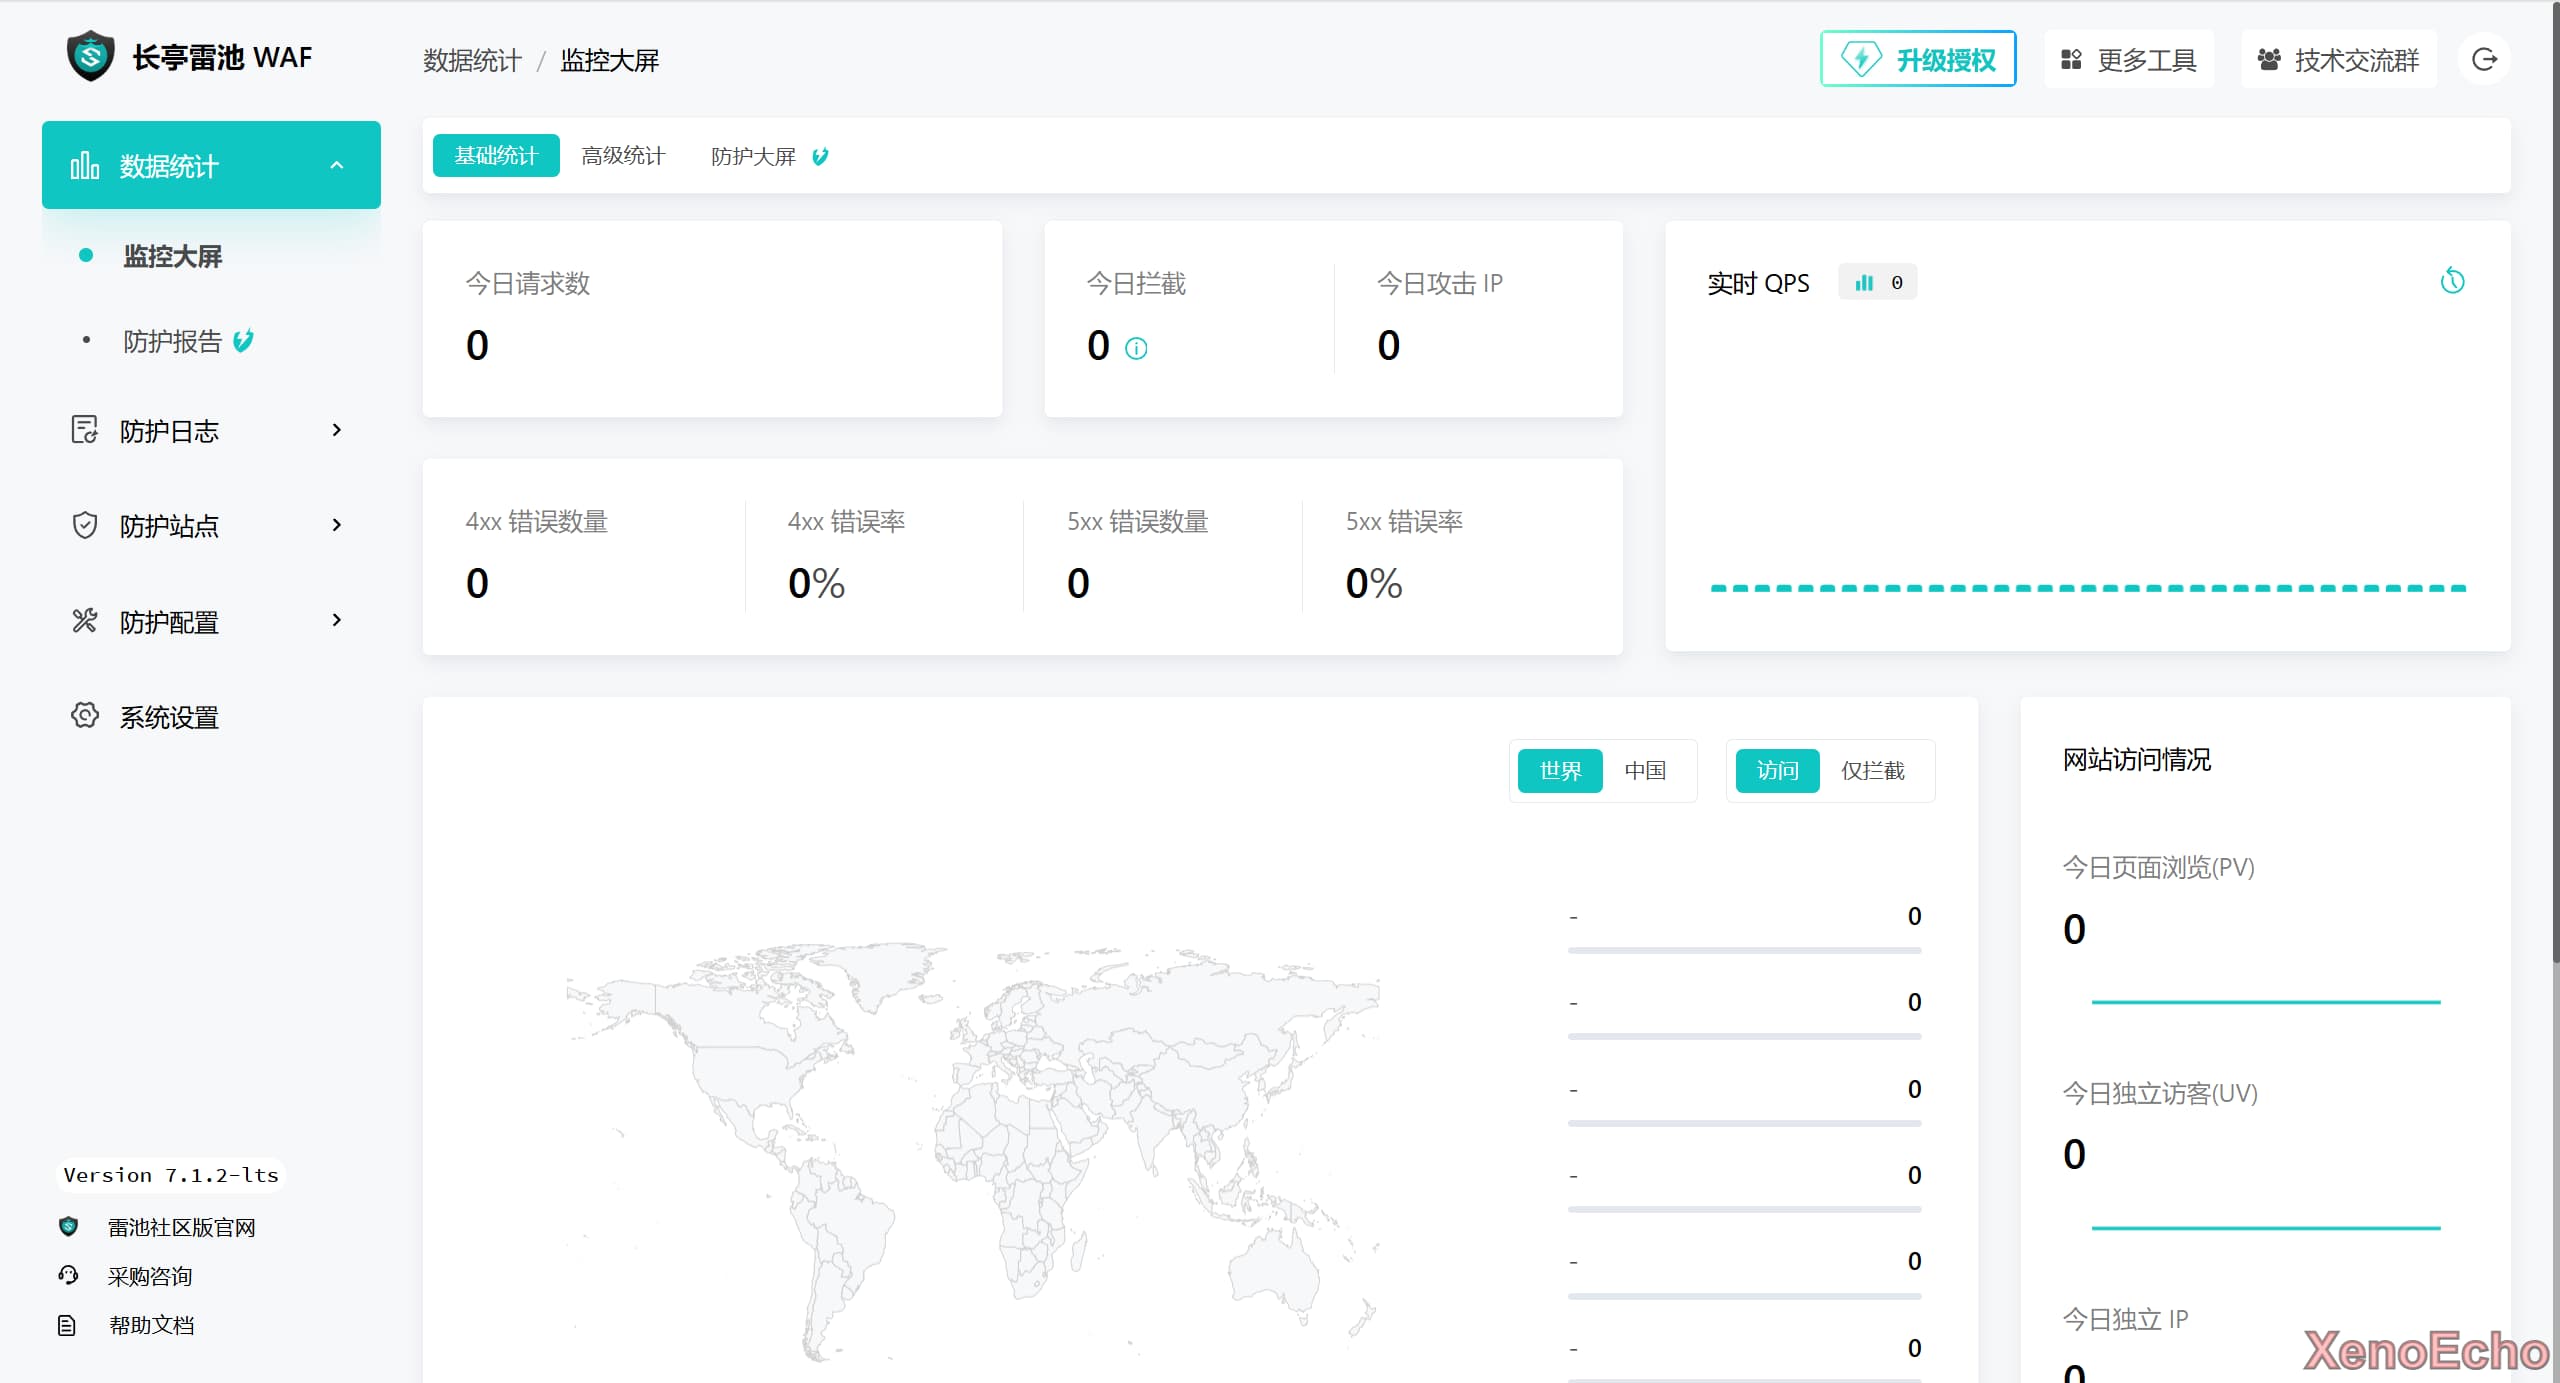 长亭雷池 WAF
数据统计 / 监控大屏
升级授权
更多工具
技术交流群
数据统计
监控大屏
防护报告
防护日志
防护站点
防护配置
系统设置
Version 7.1.2-lts
雷池社区版官网
采购咨询
帮助文档
基础统计
高级统计
防护大屏
今日请求数
0
今日拦截
0
今日攻击 IP
0
实时 QPS
0
4xx 错误数量
0
4xx 错误率
0%
5xx 错误数量
0
5xx 错误率
0%
世界
中国
访问
仅拦截
- 0
- 0
- 0
- 0
- 0
- 0
网站访问情况
今日页面浏览(PV)
0
今日独立访客(UV)
0
今日独立 IP
0
XenoEcho